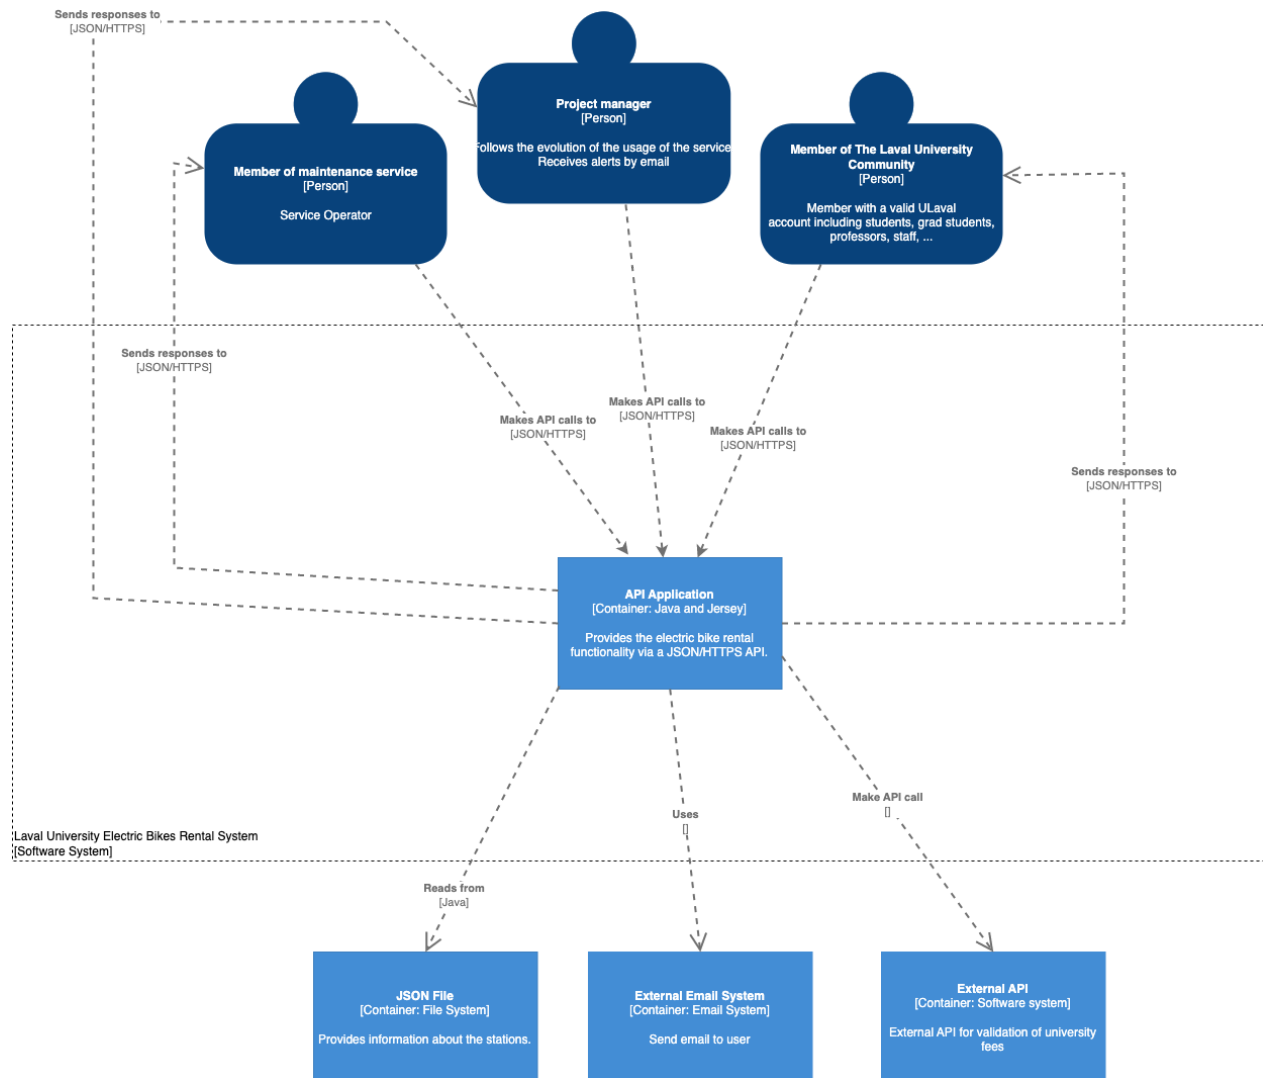 Sends responses to
[JSON/HTTPS]
Project manager
[Person]
Follows the evolution of the usage of the service
Receives alerts by email
Member of maintenance service
[Person]
Service Operator
Member of The Laval University
Community
[Person]
Member with a valid ULaval
account including students, grad students,
professors, staff, ...
Sends responses to
[JSON/HTTPS]
Makes API calls to
[JSON/HTTPS]
Makes API calls to
[JSON/HTTPS]
Makes API calls to
[JSON/HTTPS]
Sends responses to
[JSON/HTTPS]
API Application
[Container: Java and Jersey]
Provides the electric bike rental
functionality via a JSON/HTTPS API.
Laval University Electric Bikes Rental System
[Software System]
Reads from
[Java]
Uses
[]
Make API call
[]
JSON File
[Container: File System]
Provides information about the stations.
External Email System
[Container: Email System]
Send email to user
External API
[Container: Software system]
External API for validation of university
fees